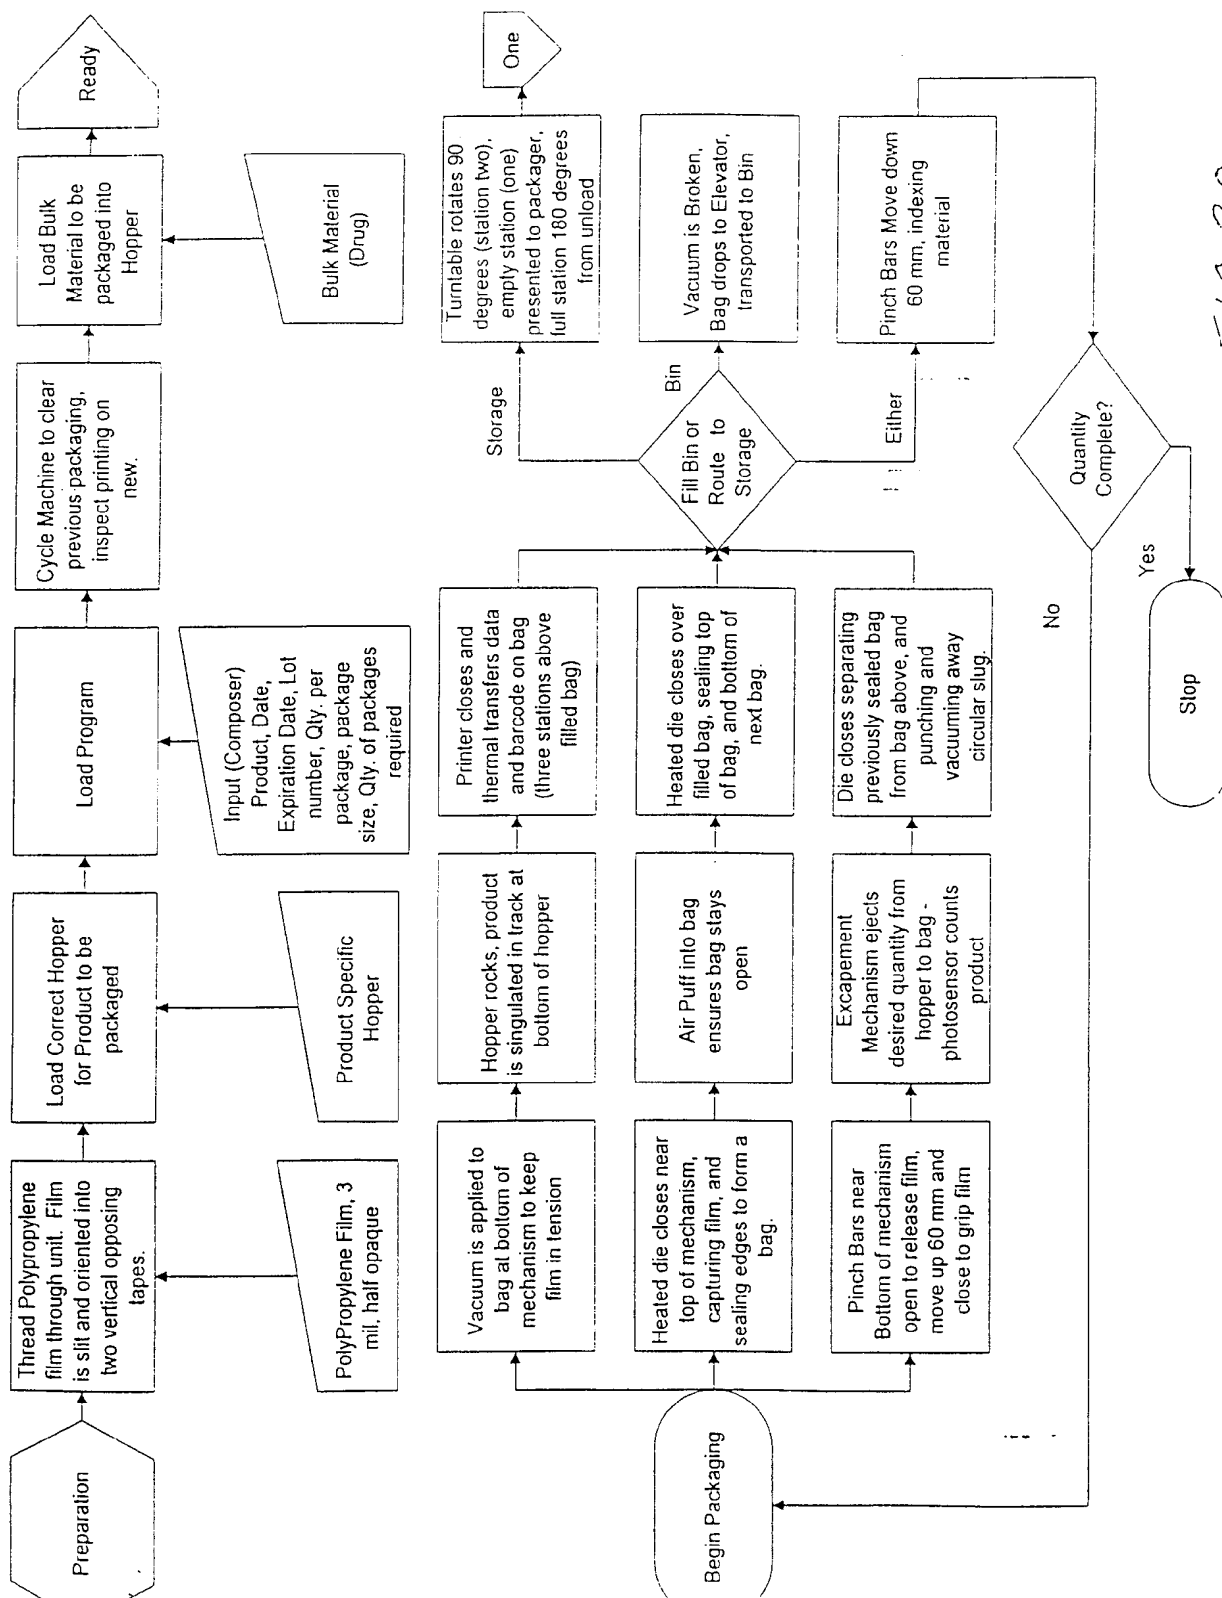 Preparation
Thread Polypropylene
film through unit. Film
is slit and oriented into
two vertical opposing
tapes.
Load Correct Hopper
for Product to be
packaged
Load Program
Cycle Machine to clear
previous packaging,
inspect printing on
new.
Load Bulk
Material to be
packaged into
Hopper
Ready
PolyPropylene Film, 3
mil, half opaque
Product Specific
Hopper
Input (Composer)
Product, Date,
Expiration Date, Lot
number, Qty. per
package, package
size, Qty. of packages
required
Bulk Material
(Drug)
Begin Packaging
Vacuum is applied to
bag at bottom of
mechanism to keep
film in tension
Hopper rocks, product
is singulated in track at
bottom of hopper
Printer closes and
thermal transfers data
and barcode on bag
(three stations above
filled bag)
Heated die closes near
top of mechanism,
capturing film, and
sealing edges to form a
bag.
Air Puff into bag
ensures bag stays
open
Heated die closes over
filled bag, sealing top
of bag, and bottom of
next bag.
Pinch Bars near
Bottom of mechanism
open to release film,
move up 60 mm and
close to grip film
Excapement
Mechanism ejects
desired quantity from
hopper to bag -
photosensor counts
product
Die closes separating
previously sealed bag
from bag above, and
punching and
vacuuming away
circular slug.
Fill Bin or
Route to
Storage
Storage
Turntable rotates 90
degrees (station two),
empty station (one)
presented to packager,
full station 180 degrees
from unload
One
Bin
Vacuum is Broken,
Bag drops to Elevator,
transported to Bin
Either
Pinch Bars Move down
60 mm, indexing
material
Quantity
Complete?
No
Yes
Stop